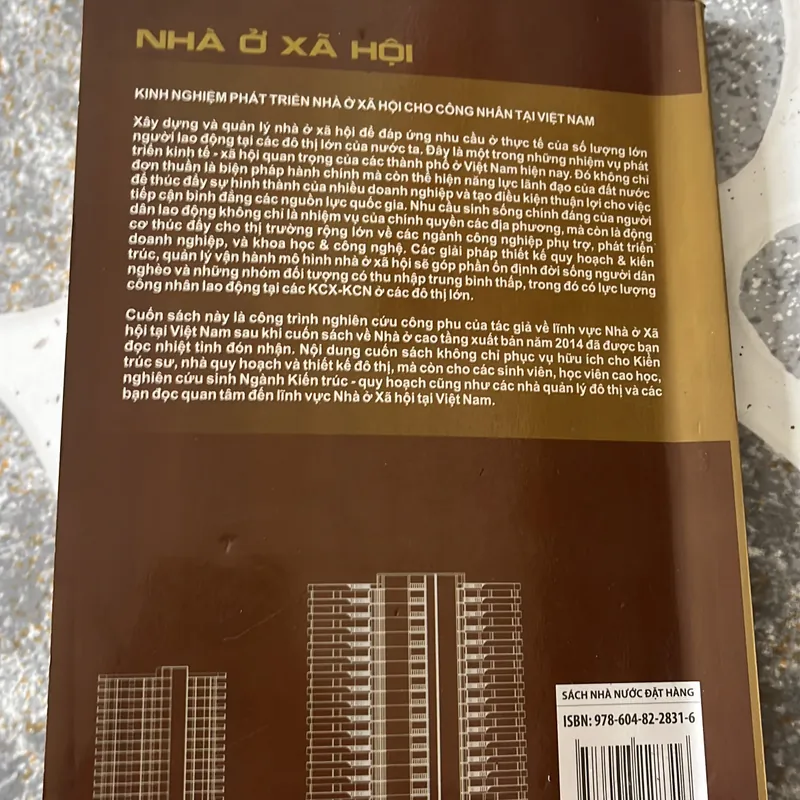 NHÀ Ở XÃ HỘI
KINH NGHIỆM PHÁT TRIỂN NHÀ Ở XÃ HỘI CHO CÔNG NHÂN TẠI VIỆT NAM
Xây dựng và quản lý nhà ở xã hội để đáp ứng nhu cầu ở thực tế của số lượng lớn
người lao động tại các đô thị lớn của nước ta. Đây là một trong những nhiệm vụ phát
triển kinh tế - xã hội quan trọng của các thành phố ở Việt Nam hiện nay. Đó không chỉ
đơn thuần là biện pháp hành chính mà còn thể hiện năng lực lãnh đạo của đất nước
để thúc đẩy sự hình thành của nhiều doanh nghiệp và tạo điều kiện thuận lợi cho việc
tiếp cận bình đẳng các nguồn lực quốc gia. Nhu cầu sinh sống chính đáng của người
dân lao động không chỉ là nhiệm vụ của chính quyền các địa phương, mà còn là động
cơ thúc đẩy cho thị trường rộng lớn về các ngành công nghiệp phụ trợ, phát triển
doanh nghiệp, và khoa học & công nghệ. Các giải pháp thiết kế quy hoạch & kiến
trúc, quản lý vận hành mô hình nhà ở xã hội sẽ góp phần ổn định đời sống người dân
nghèo và những nhóm đối tượng có thu nhập trung bình thấp, trong đó có lực lượng
công nhân lao động tại các KCX-KCN ở các đô thị lớn.
Cuốn sách này là công trình nghiên cứu công phu của tác giả về lĩnh vực Nhà ở Xã
hội tại Việt Nam sau khi cuốn sách về Nhà ở cao tầng xuất bản năm 2014 đã được bạn
đọc nhiệt tình đón nhận. Nội dung cuốn sách không chỉ phục vụ hữu ích cho Kiến
trúc sư, nhà quy hoạch và thiết kế đô thị, mà còn cho các sinh viên, học viên cao học,
nghiên cứu sinh Ngành Kiến trúc - quy hoạch cũng như các nhà quản lý đô thị và các
bạn đọc quan tâm đến lĩnh vực Nhà ở Xã hội tại Việt Nam.
SÁCH NHÀ NƯỚC ĐẶT HÀNG
ISBN: 978-604-82-2831-6